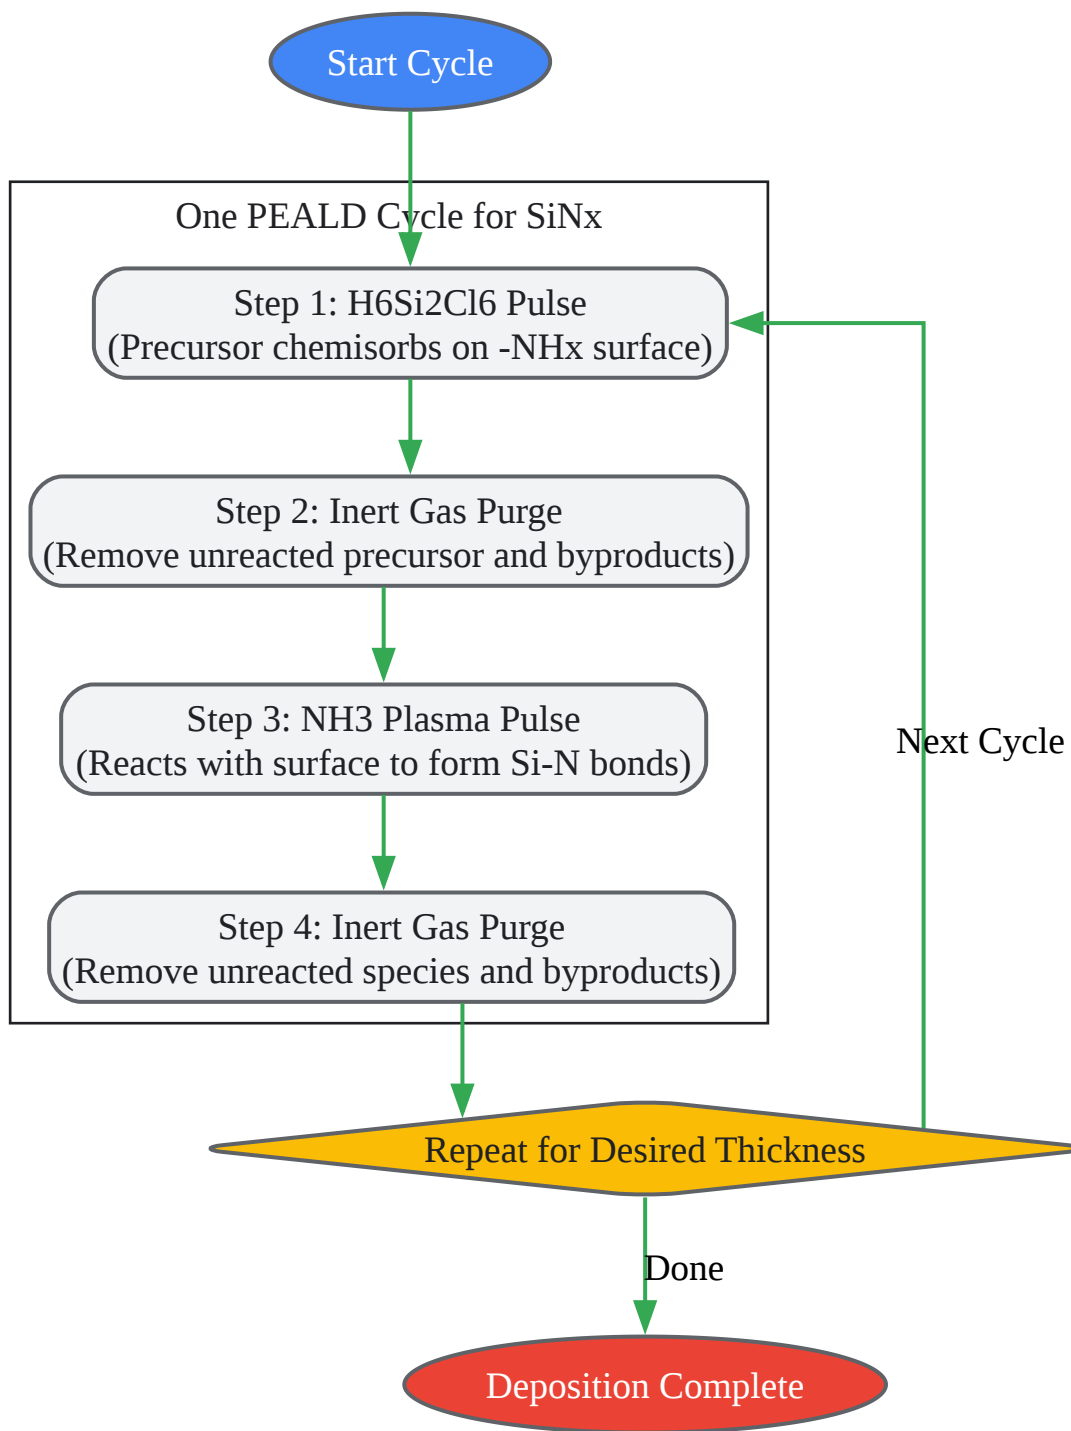 Start Cycle
One PEALD Cycle for SiNx
Step 1: H6Si2Cl6 Pulse
(Precursor chemisorbs on -NHx surface)
Step 2: Inert Gas Purge
(Remove unreacted precursor and byproducts)
Step 3: NH3 Plasma Pulse
(Reacts with surface to form Si-N bonds)
Next Cycle
Step 4: Inert Gas Purge
(Remove unreacted species and byproducts)
Repeat for Desired Thickness
Done
Deposition Complete